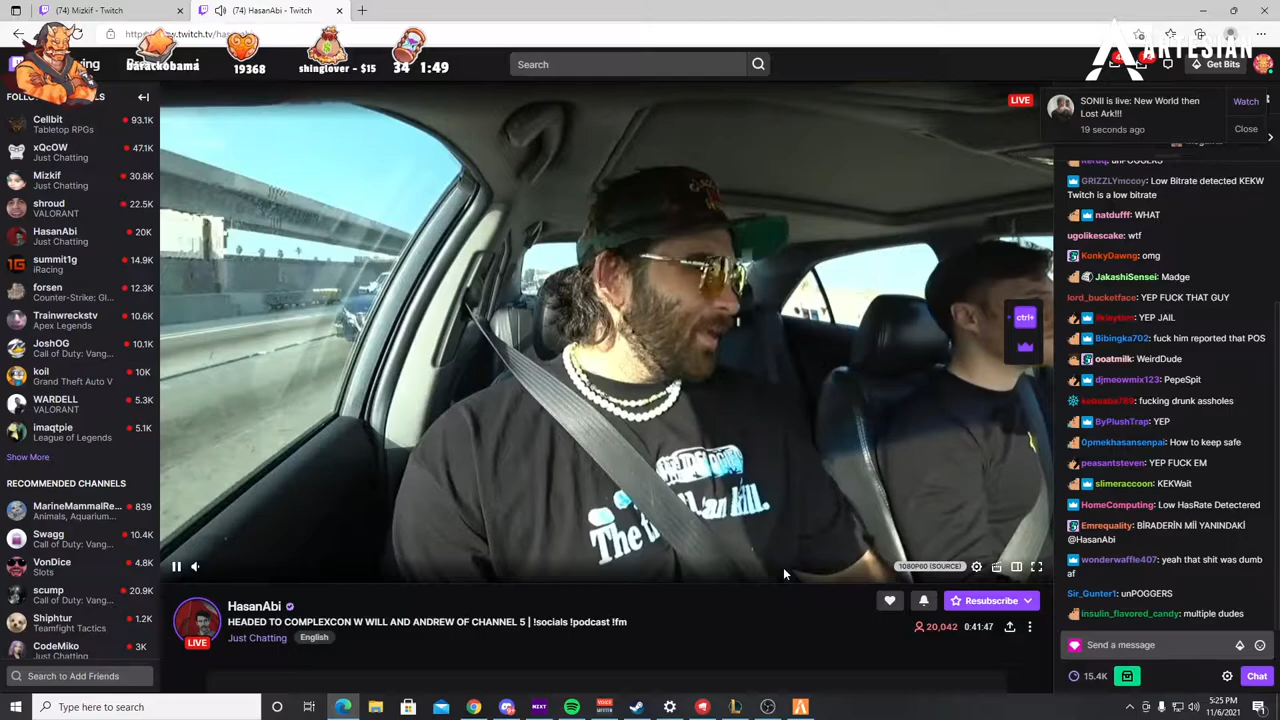 (74) Mizkif - Twitch
(74) HasanAbi - Twitch
barackobama
19368
shinglover - $15
34 1:49
Search
ARTESIAN
Get Bits
SONII is live: New World then
Lost Ark!!!
19 seconds ago
Watch
Close
Cellbit
Tabletop RPGs
93.1K
xQcOW
Just Chatting
47.1K
Mizkif
Just Chatting
30.8K
shroud
VALORANT
22.5K
HasanAbi
Just Chatting
20K
summit1g
iRacing
14.9K
forsen
Counter-Strike: Gl...
12.3K
Trainwreckstv
Apex Legends
10.6K
JoshOG
Call of Duty: Van...
10.1K
koil
Grand Theft Auto V
10K
WARDELL
VALORANT
5.3K
imaqtpie
League of Legends
5.1K
Show More
RECOMMENDED CHANNELS
MarineMammalRe...
Animals, Aquarium...
839
Swagg
Call of Duty: Vang...
10.4K
VonDice
Slots
4.8K
scump
Call of Duty: Vang...
20.9K
Shiphtur
Teamfight Tactics
1.2K
CodeMiko
Just Chatting
3K
Search to Add Friends
LIVE
ctrl+
1080P60 (SOURCE)
LIVE
HasanAbi
HEADED TO COMPLEXCON W WILL AND ANDREW OF CHANNEL 5 | !socials !podcast !fm
Just Chatting
English
Resubscribe
20,042
0:41:47
GRIZZLYmccoy: Low Bitrate detected KEKW
Twitch is a low bitrate
natdufff: WHAT
ugolikescake: wtf
KonkyDawng: omg
JakashiSensei: Madge
lord_bucketface: YEP FUCK THAT GUY
YEP JAIL
Bibingka702: fuck him reported that POS
ooatmilk: WeirdDude
djmeowmix123: PepeSpit
fucking drunk assholes
ByPlushTrap: YEP
0pmekhasansenpai: How to keep safe
peasantsteven: YEP FUCK EM
slimeraccoon: KEKWait
HomeComputing: Low HasRate Detectered
Emrequality: BİRADERİN Mİİ YANINDAKİ
@HasanAbi
wonderwaffle407: yeah that shit was dumb
af
Sir_Gunter1: unPOGGERS
insulin_flavored_candy: multiple dudes
Send a message
15.4K
Chat
Type here to search
NZXT
5:25 PM
11/6/2021